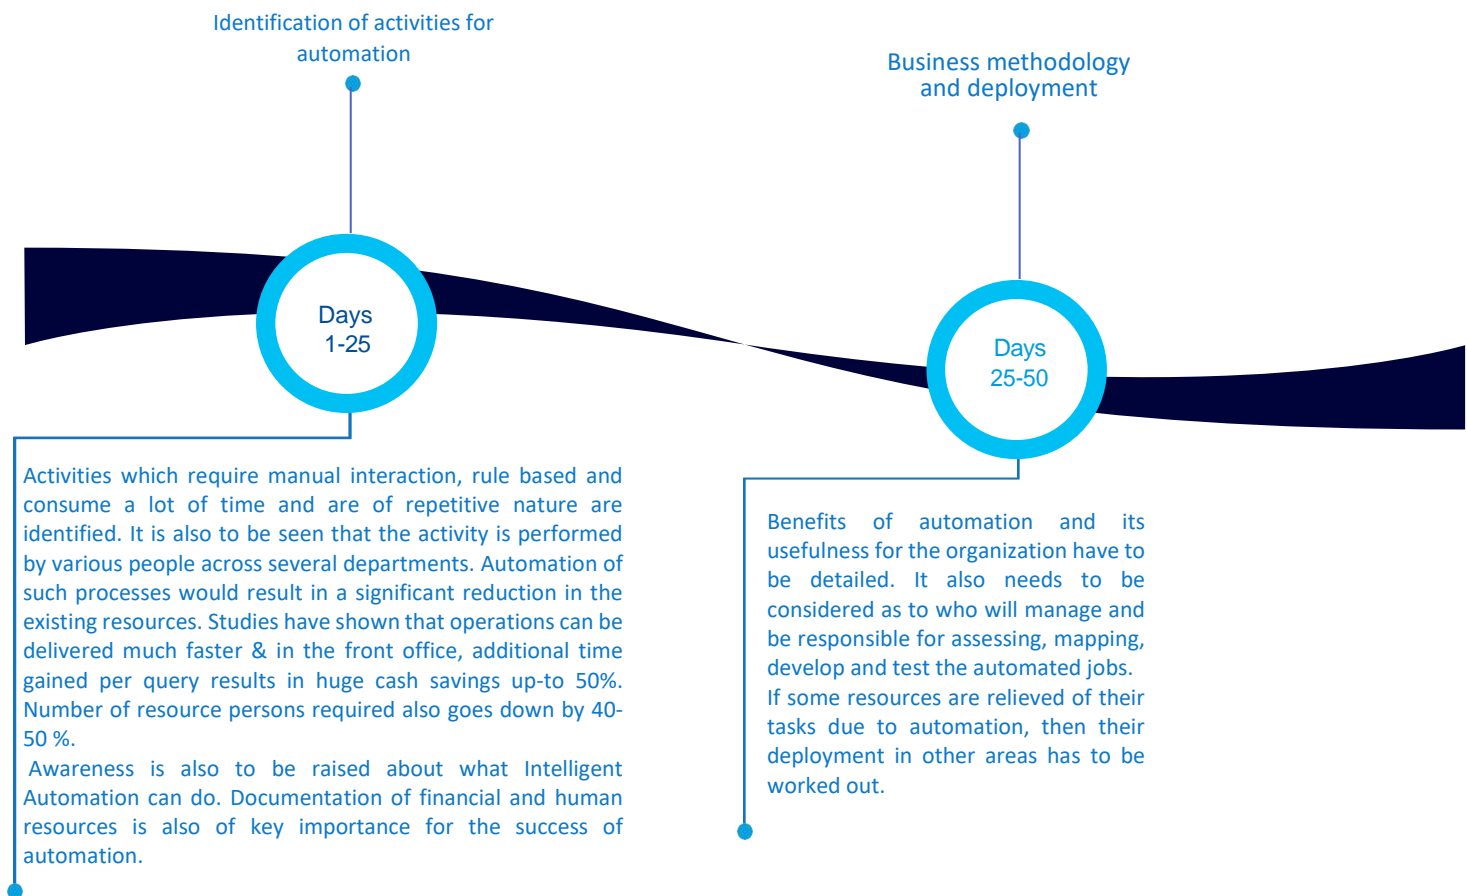 Identification of activities for
automation
Business methodology
and deployment
Days
1-25
Days
25-50
Activities which require manual interaction, rule based and
consume a lot of time and are of repetitive nature are
identified. It is also to be seen that the activity is performed
by various people across several departments. Automation of
such processes would result in a significant reduction in the
existing resources. Studies have shown that operations can be
delivered much faster & in the front office, additional time
gained per query results in huge cash savings up-to 50%.
Number of resource persons required also goes down by 40-
50 %.
Awareness is also to be raised about what Intelligent
Automation can do. Documentation of financial and human
resources is also of key importance for the success of
automation.
Benefits of automation and its
usefulness for the organization have to
be detailed. It also needs to be
considered as to who will manage and
be responsible for assessing, mapping,
develop and test the automated jobs.
If some resources are relieved of their
tasks due to automation, then their
deployment in other areas has to be
worked out.